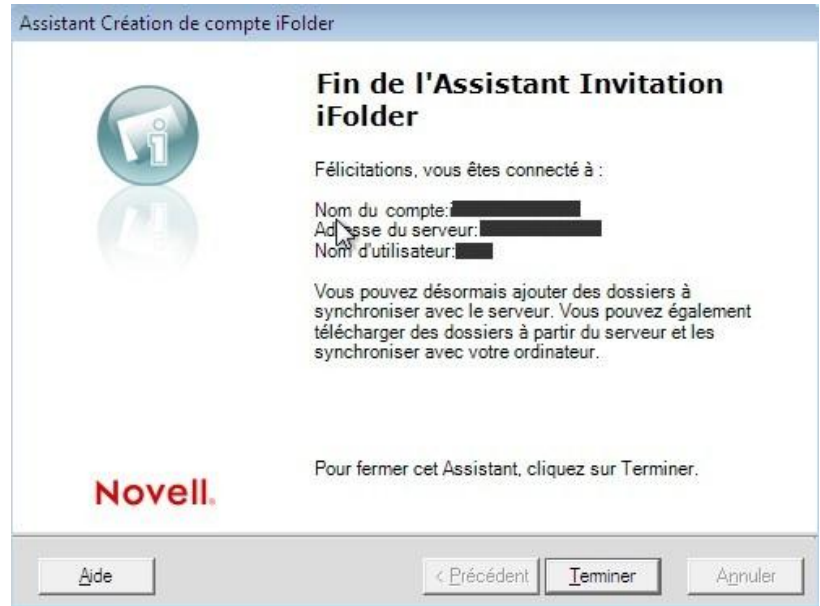 Assistant Création de compte iFolder
Fin de l'Assistant Invitation
iFolder
Félicitations, vous êtes connecté à :
Nom du compte:
Adresse du serveur:
Nom d'utilisateur:
Vous pouvez désormais ajouter des dossiers à
synchroniser avec le serveur. Vous pouvez également
télécharger des dossiers à partir du serveur et les
synchroniser avec votre ordinateur.
Pour fermer cet Assistant, cliquez sur Terminer.
Novell.
Aide
< Précédent
Terminer
Annuler